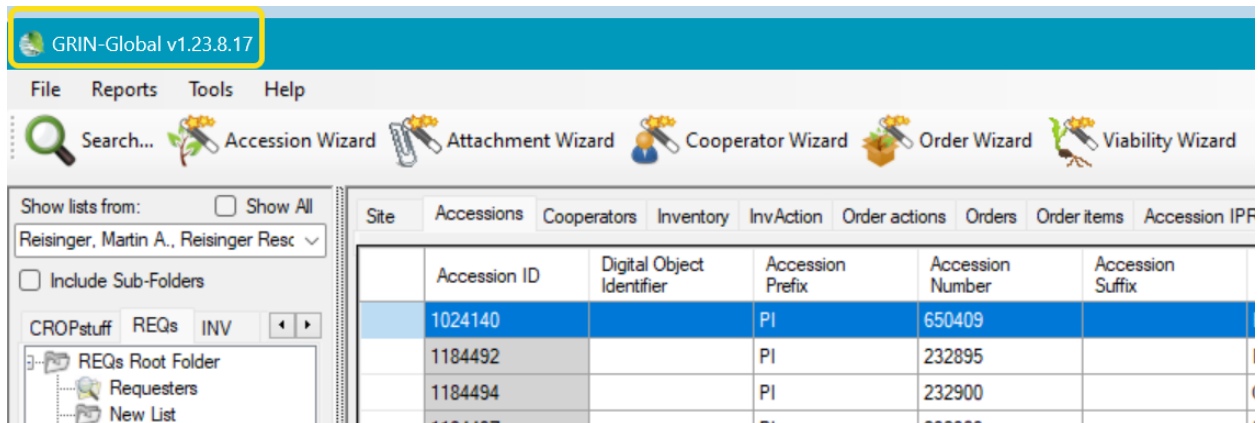 GRIN-Global v1.23.8.17
File Reports Tools Help
Search... Accession Wizard Attachment Wizard Cooperator Wizard Order Wizard Viability Wizard
Show lists from: Show All
Reisinger, Martin A., Reisinger Resc
Include Sub-Folders
CROPstuff REQs INV
REQs Root Folder
Requesters
New List
Site Accessions Cooperators Inventory InvAction Order actions Orders Order items Accession IPR
Accession ID Digital Object Identifier Accession Prefix Accession Number Accession Suffix
1024140 PI 650409
1184492 PI 232895
1184494 PI 232900